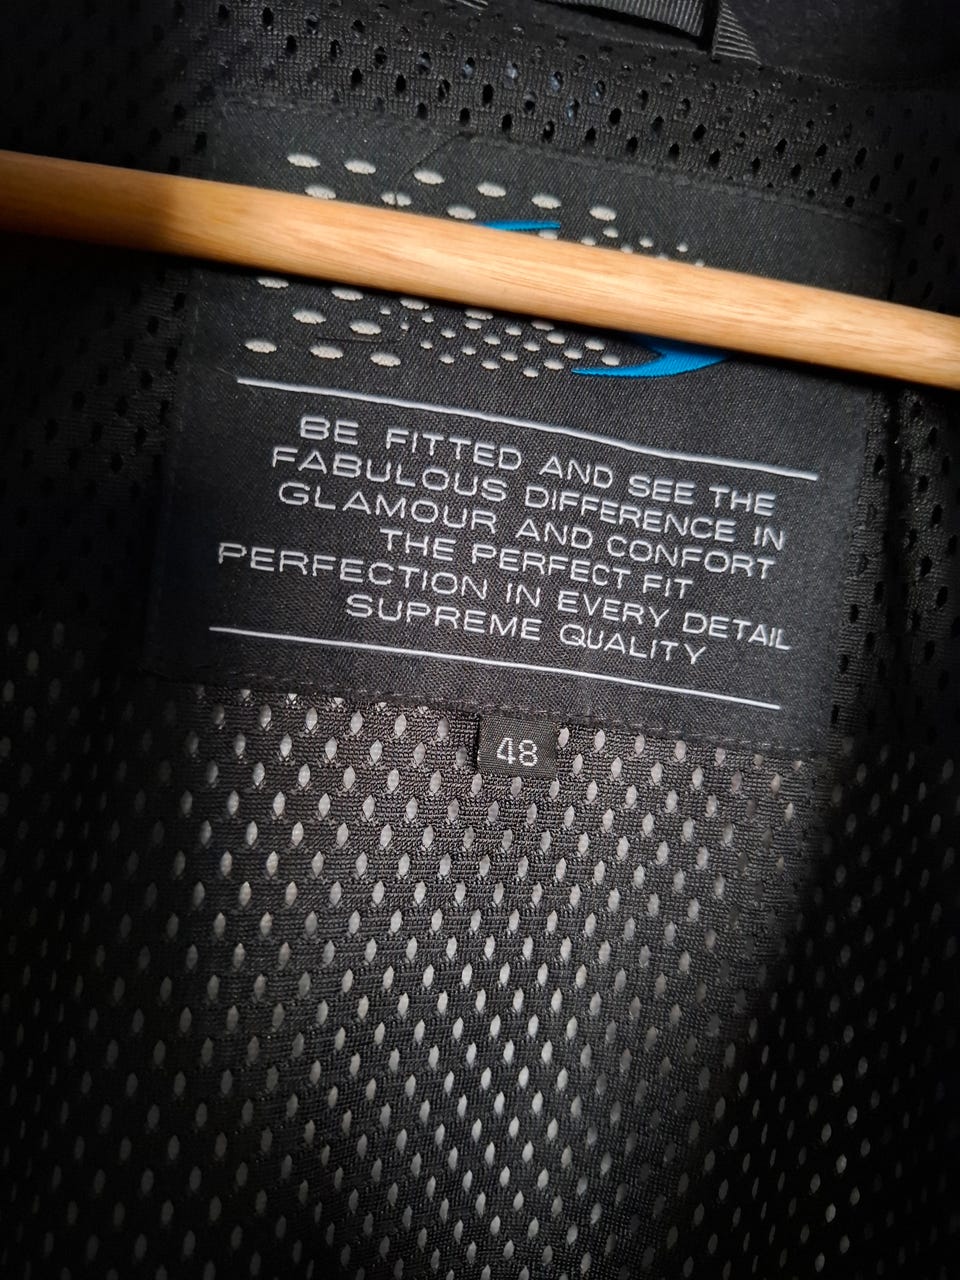 BE FITTED AND SEE THE
FABULOUS DIFFERENCE IN
GLAMOUR AND CONFORT
THE PERFECT FIT
PERFECTION IN EVERY DETAIL
SUPREME QUALITY
48